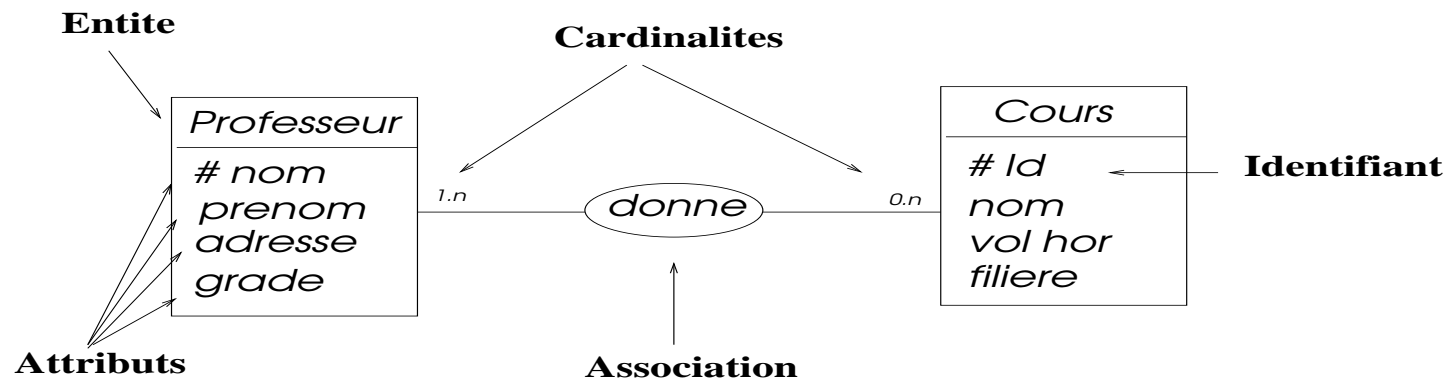 Entite
Cardinalites
Professeur
# nom
prenom
adresse
grade
1.n
donne
0.n
Cours
# Id
nom
vol hor
filiere
Identifiant
Attributs
Association